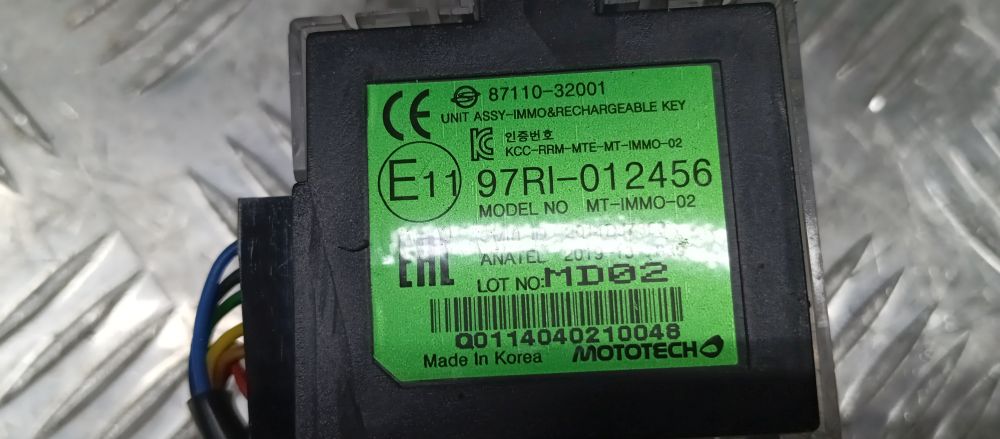 CE 87110-32001
UNIT ASSY-IMMO&RECHARGEABLE KEY
인증번호
KCC-RRM-MTE-MT-IMMO-02
E11 97RI-012456
MODEL NO MT-IMMO-02
EAC ANATEL
LOT NO: MD02
Q0114040210048
Made In Korea MOTOTECH